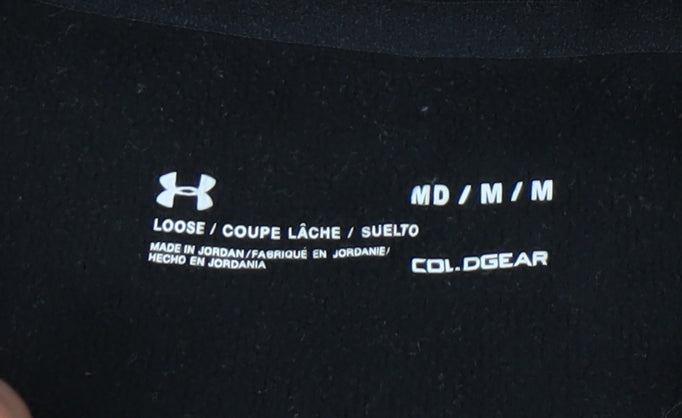 MD / M / M
LOOSE / COUPE LÂCHE / SUELTO
MADE IN JORDAN/FABRIQUÉ EN JORDANIE/
HECHO EN JORDANIA
COLDGEAR